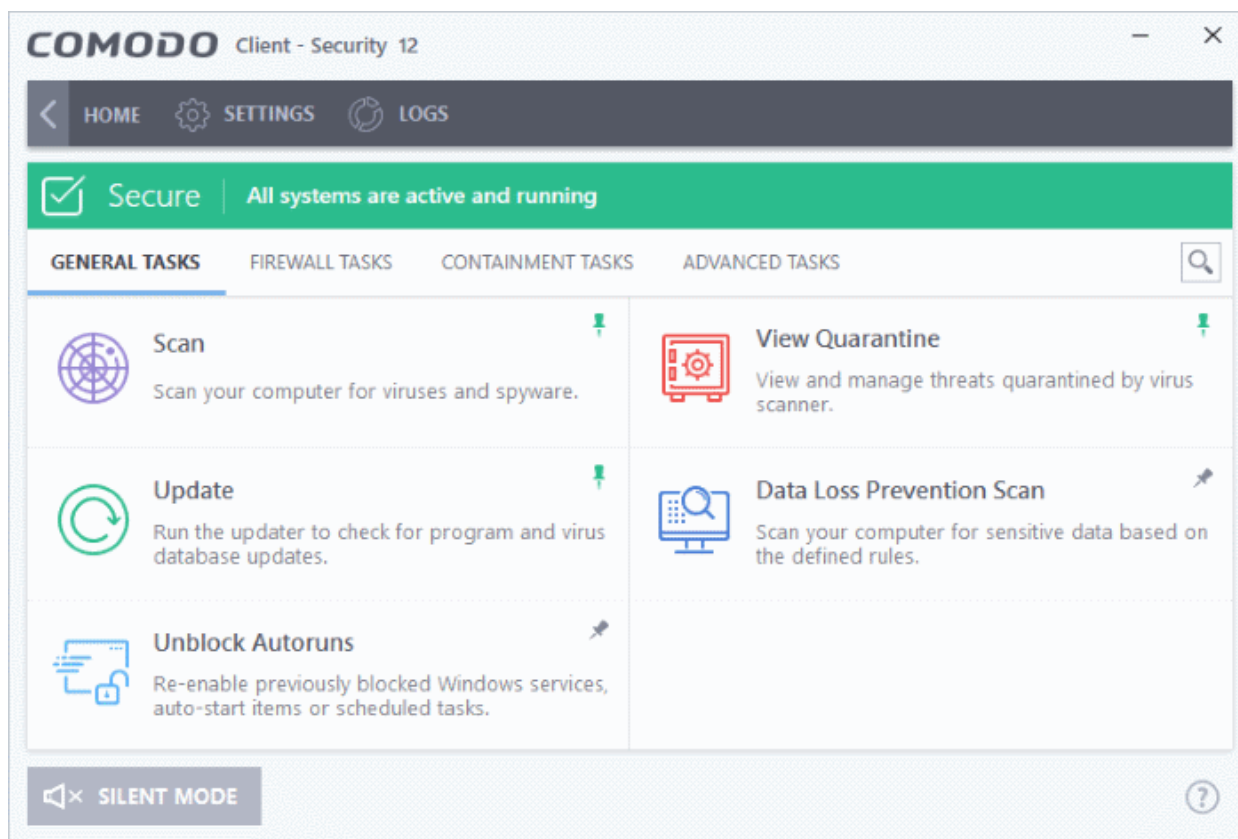 COMODO Client - Security 12
HOME SETTINGS LOGS
Secure All systems are active and running
GENERAL TASKS FIREWALL TASKS CONTAINMENT TASKS ADVANCED TASKS
Scan
Scan your computer for viruses and spyware.
View Quarantine
View and manage threats quarantined by virus
scanner.
Update
Run the updater to check for program and virus
database updates.
Data Loss Prevention Scan
Scan your computer for sensitive data based on
the defined rules.
Unblock Autoruns
Re-enable previously blocked Windows services,
auto-start items or scheduled tasks.
SILENT MODE
?